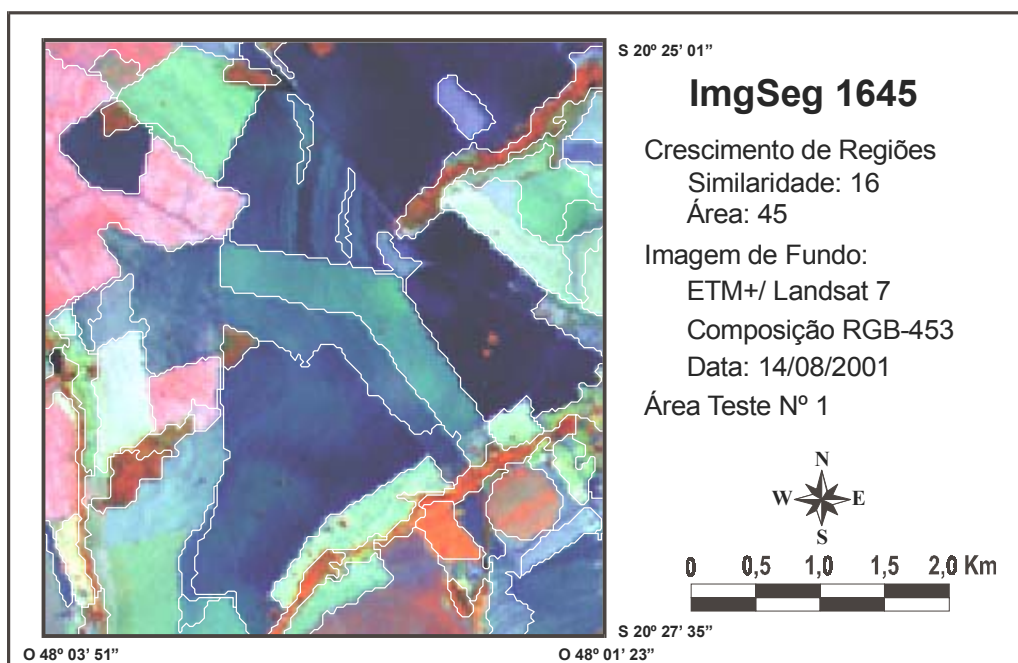 S 20º 25’ 01”
ImgSeg 1645
Crescimento de Regiões
Similaridade: 16
Área: 45
Imagem de Fundo:
ETM+/ Landsat 7
Composição RGB-453
Data: 14/08/2001
Área Teste Nº 1
N
W E
S
0 0,5 1,0 1,5 2,0 Km
S 20º 27’ 35”
O 48º 03’ 51” O 48º 01’ 23”